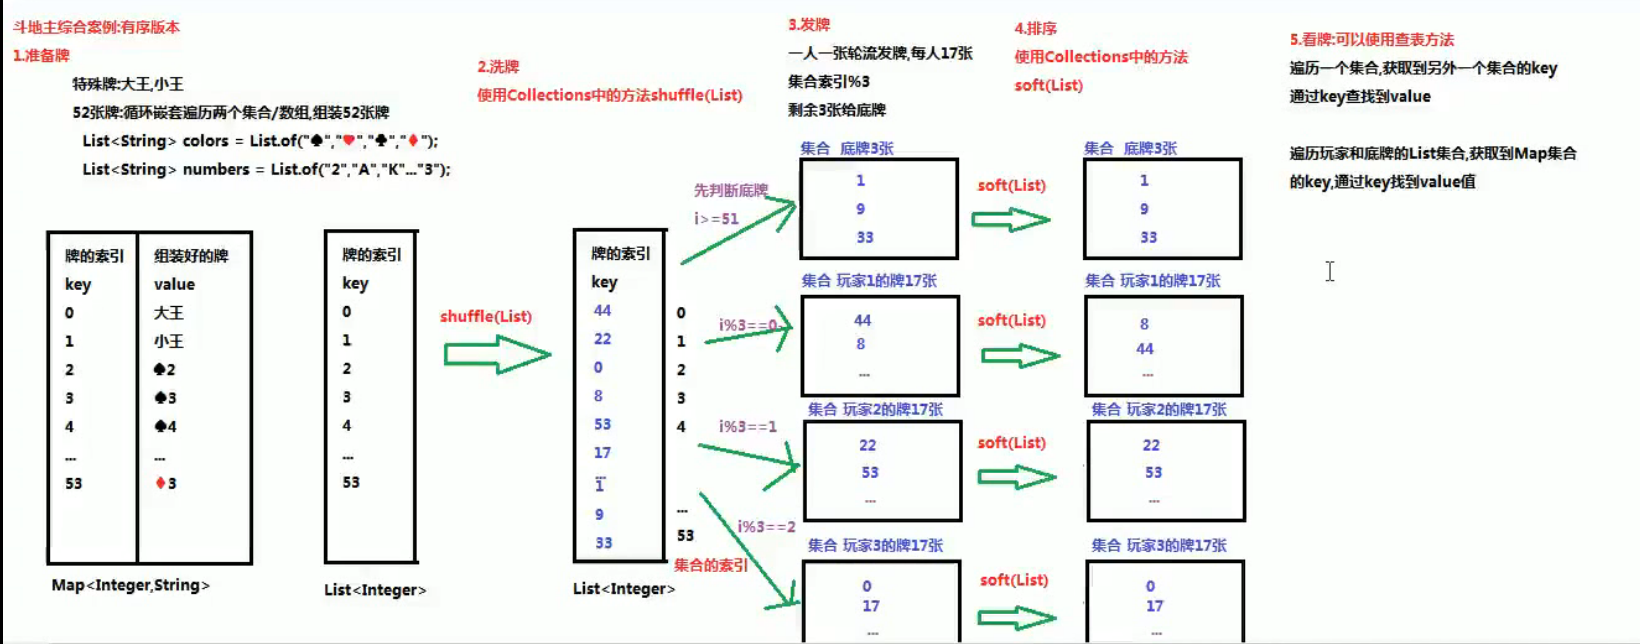 斗地主综合案例:有序版本
1.准备牌
特殊牌:大王,小王
52张牌:循环嵌套遍历两个集合/数组,组装52张牌
List<String> colors = List.of("♠","♥","♣","♦");
List<String> numbers = List.of("2","A","K"..."3");
牌的索引 组装好的牌
key value
0 大王
1 小王
2 ♠2
3 ♠3
4 ♠4
... ...
53 ♦3
Map<Integer,String>
牌的索引
key
0
1
2
3
4
...
53
List<Integer>
2.洗牌
使用Collections中的方法shuffle(List)
shuffle(List)
牌的索引
key
44
22
0
8
53
17
...
1
9
33
List<Integer>
0
1
2
3
4
...
53
集合的索引
3.发牌
一人一张轮流发牌,每人17张
集合索引%3
剩余3张给底牌
先判断底牌
i>=51
i%3==0
i%3==1
i%3==2
集合 底牌3张
1
9
33
集合 玩家1的牌17张
44
8
...
集合 玩家2的牌17张
22
53
...
集合 玩家3的牌17张
0
17
...
4.排序
使用Collections中的方法
soft(List)
soft(List)
soft(List)
soft(List)
soft(List)
集合 底牌3张
1
9
33
集合 玩家1的牌17张
8
44
...
集合 玩家2的牌17张
22
53
...
集合 玩家3的牌17张
0
17
...
5.看牌:可以使用查表方法
遍历一个集合,获取到另外一个集合的key
通过key查找到value
遍历玩家和底牌的List集合,获取到Map集合
的key,通过key找到value值